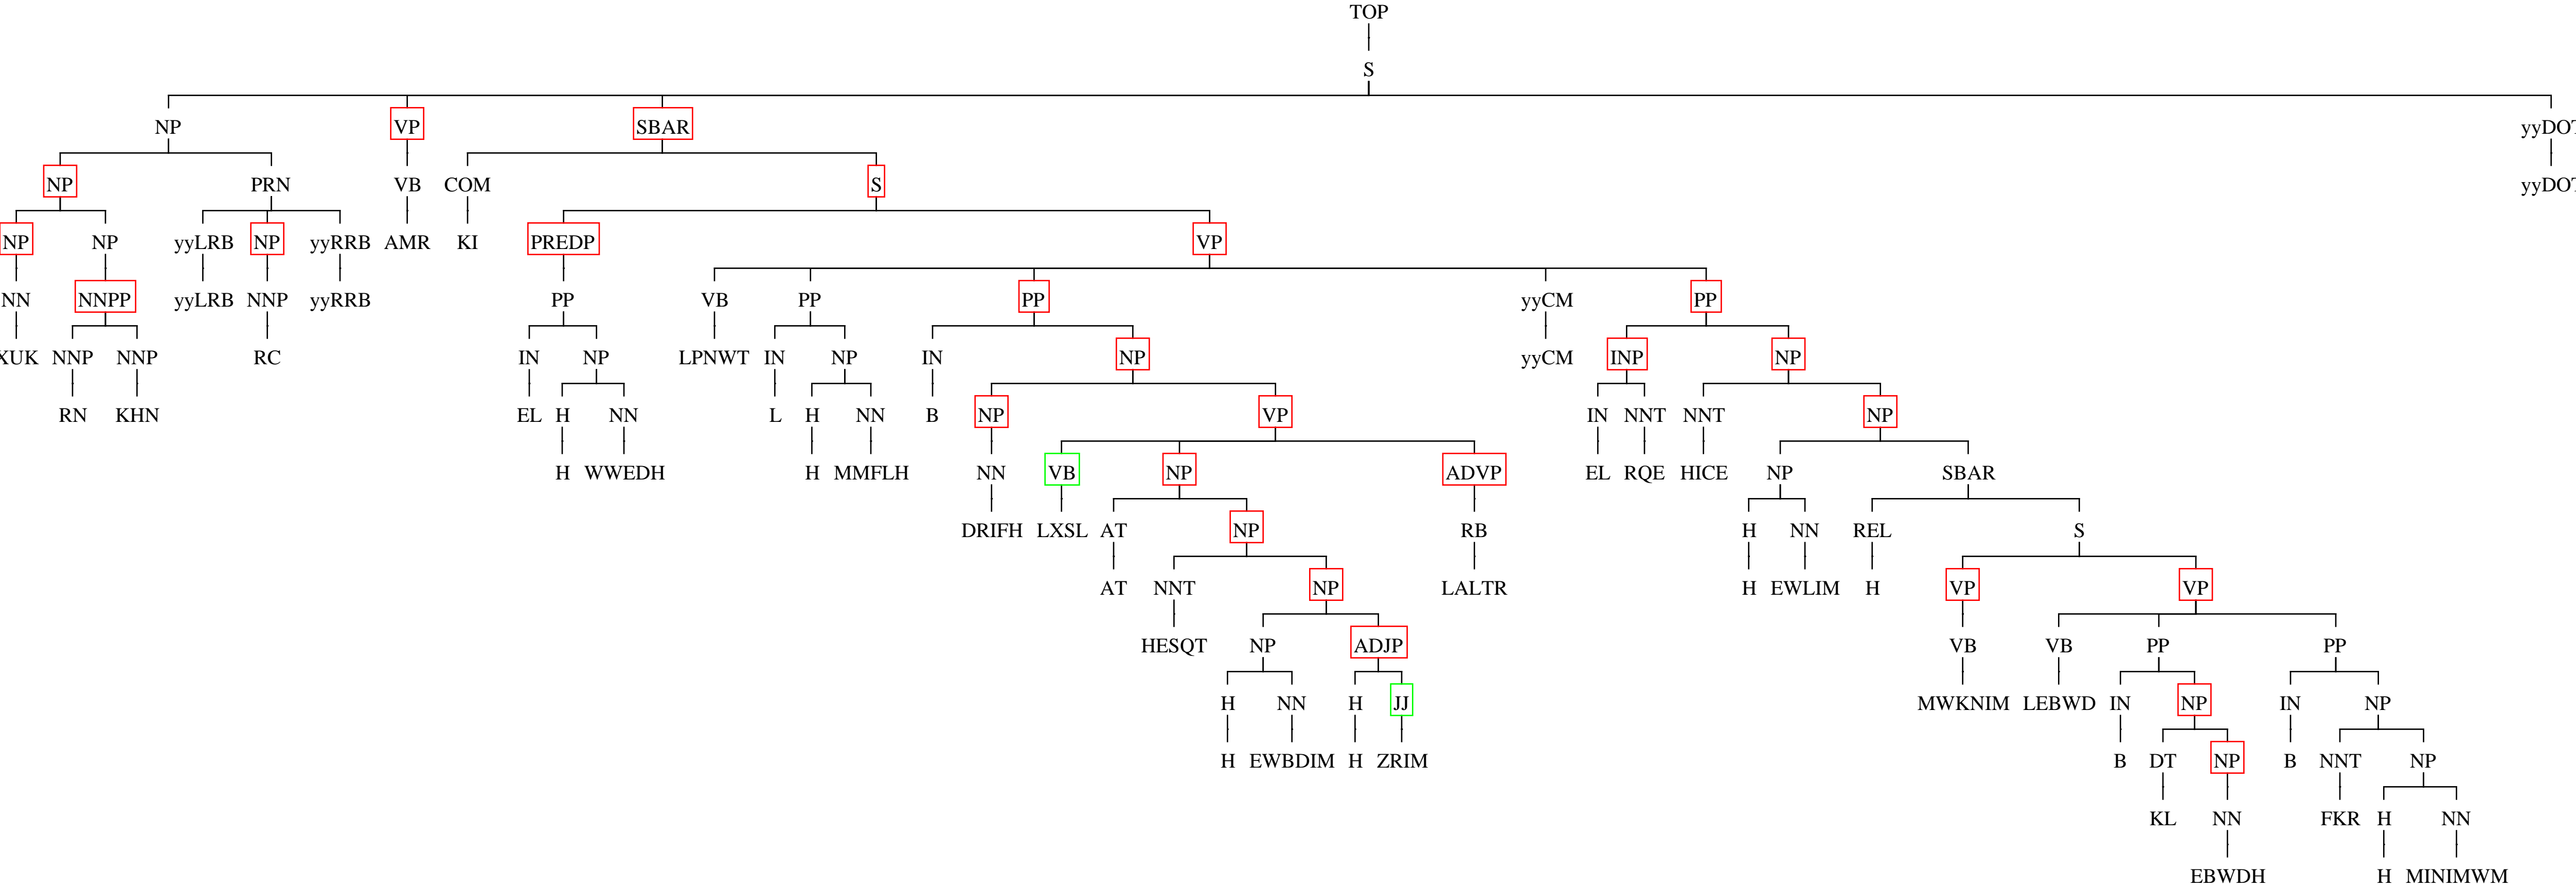 TOP
S
NP VP SBAR yyDOT
NP PRN VB COM S yyDOT
NP NP yyLRB NP yyRRB AMR KI PREDP VP
NN NNPP yyLRB NNP yyRRB PP VB PP PP yyCM PP
XUK NNP NNP RC IN NP LPNWT IN NP IN NP yyCM INP NP
RN KHN EL H NN L H NN B NP VP IN NNT NNT NP
H WWEDH H MMFLH NN VB NP ADVP EL RQE HICE NP SBAR
DRIFH LXSL AT NP RB H NN REL S
AT NNT NP LALTR H EWLIM H VP VP
HESQT NP ADJP VB VB PP PP
H NN H JJ MWKNIM LEBWD IN NP IN NP
H EWBDIM H ZRIM B DT NP B NNT NP
KL NN FKR H NN
EBWDH H MINIMWM